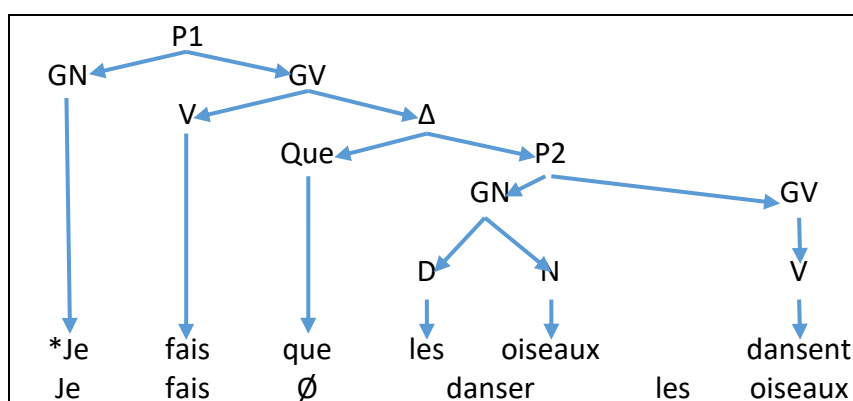 P1
GN GV
V Δ
Que P2
GN GV
D N V
*Je fais que les oiseaux dansent
Je fais Ø danser les oiseaux